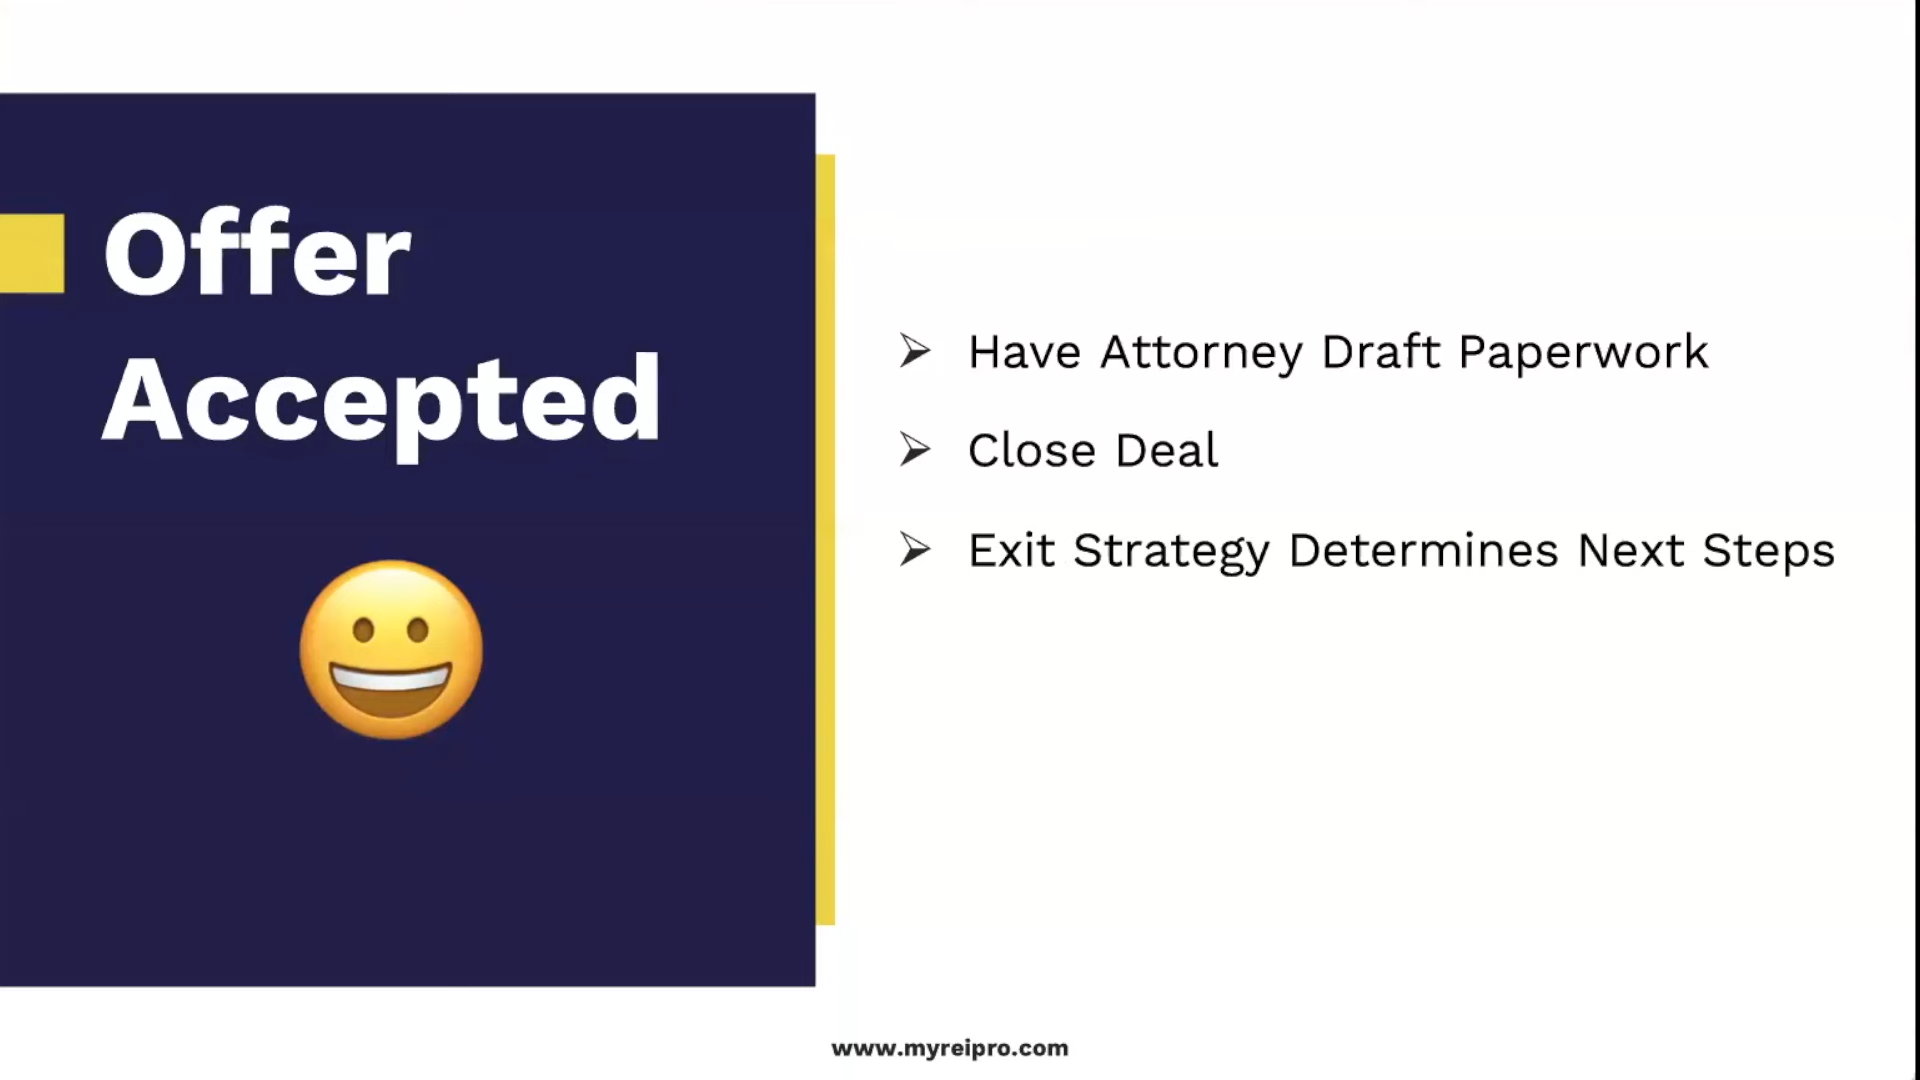 Offer
Accepted
Have Attorney Draft Paperwork
Close Deal
Exit Strategy Determines Next Steps
www.myreipro.com